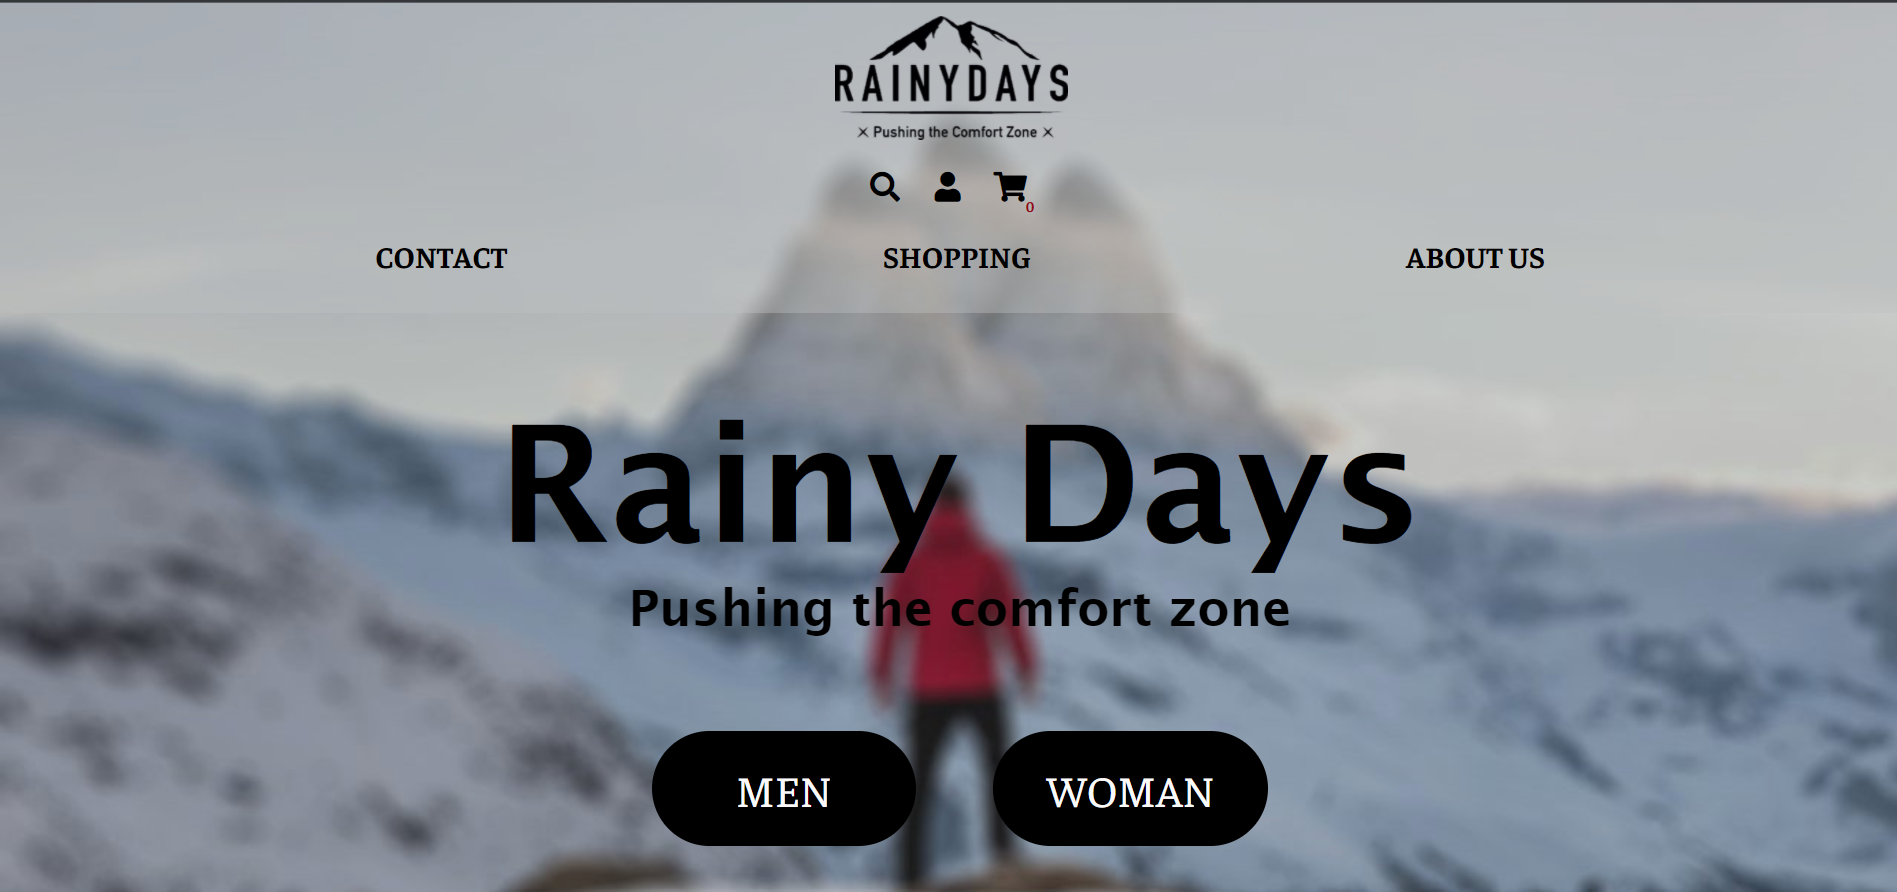 RAINYDAYS
Pushing the Comfort Zone
0
CONTACT SHOPPING ABOUT US
Rainy Days
Pushing the comfort zone
MEN WOMAN